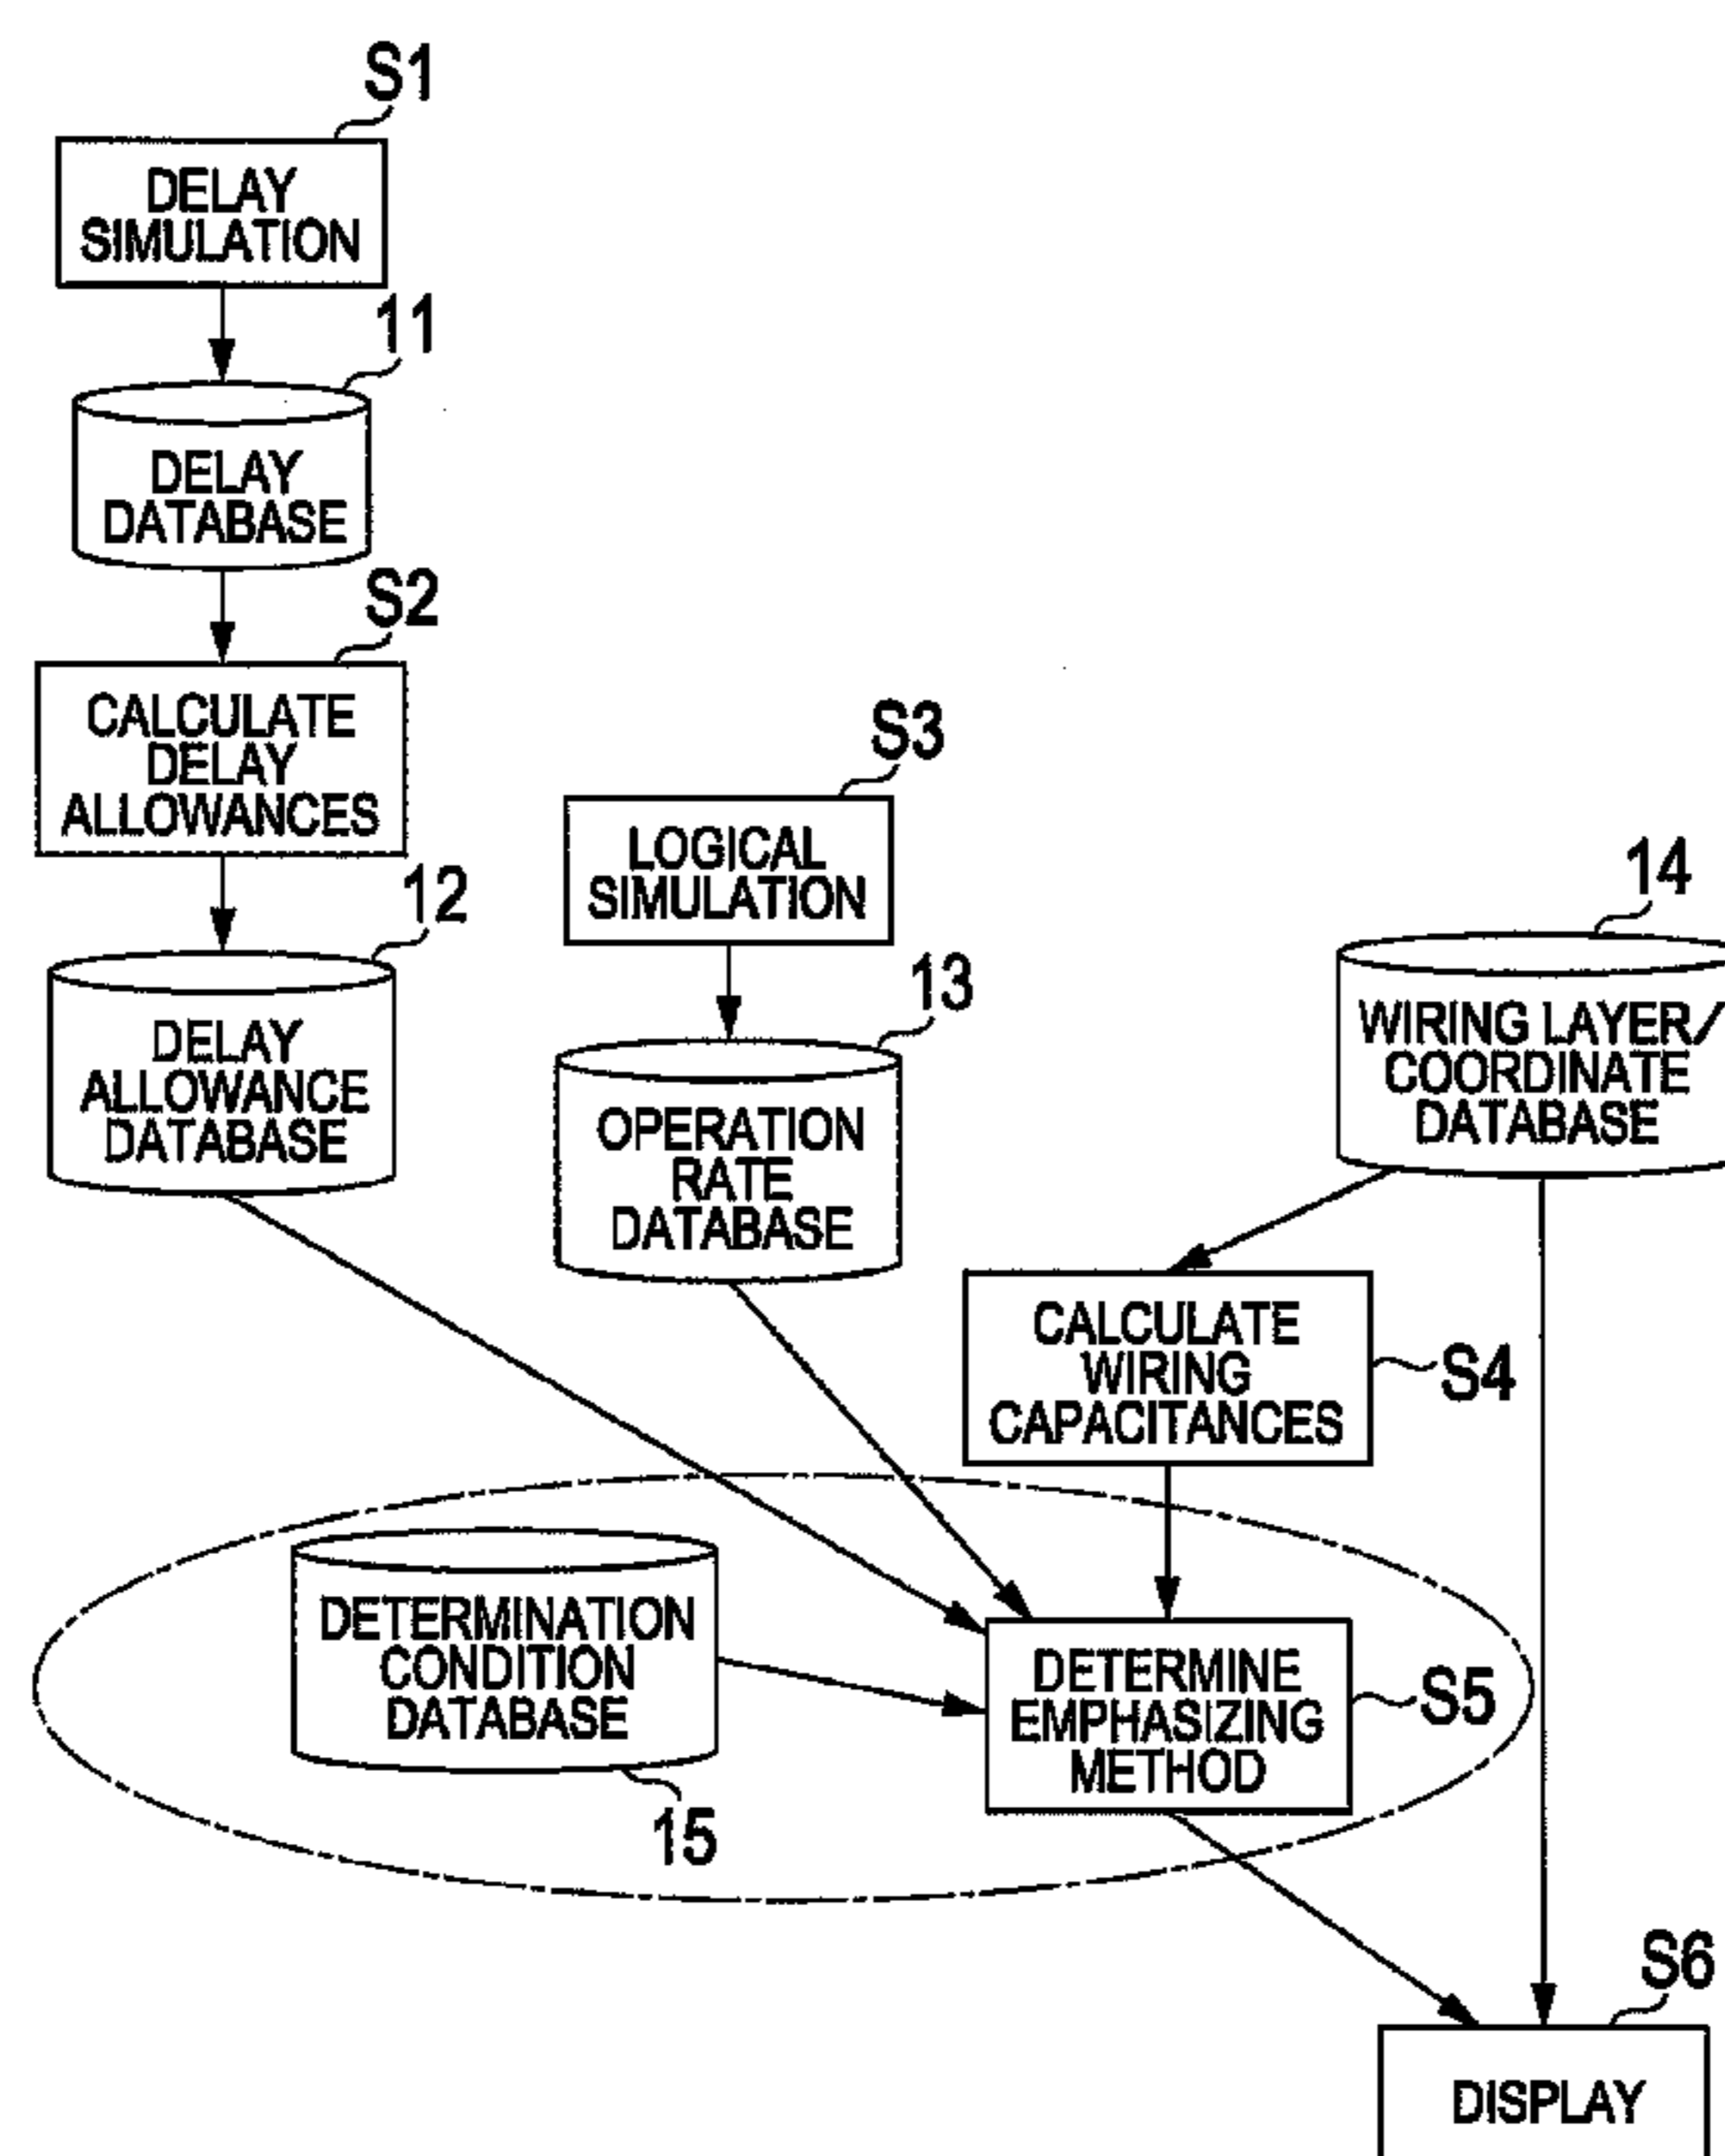 S1
DELAY
SIMULATION
11
DELAY
DATABASE
S2
CALCULATE
DELAY
ALLOWANCES
12
DELAY
ALLOWANCE
DATABASE
S3
LOGICAL
SIMULATION
13
OPERATION
RATE
DATABASE
14
WIRING LAYER/
COORDINATE
DATABASE
CALCULATE
WIRING
CAPACITANCES
S4
DETERMINATION
CONDITION
DATABASE
15
DETERMINE
EMPHASIZING
METHOD
S5
S6
DISPLAY